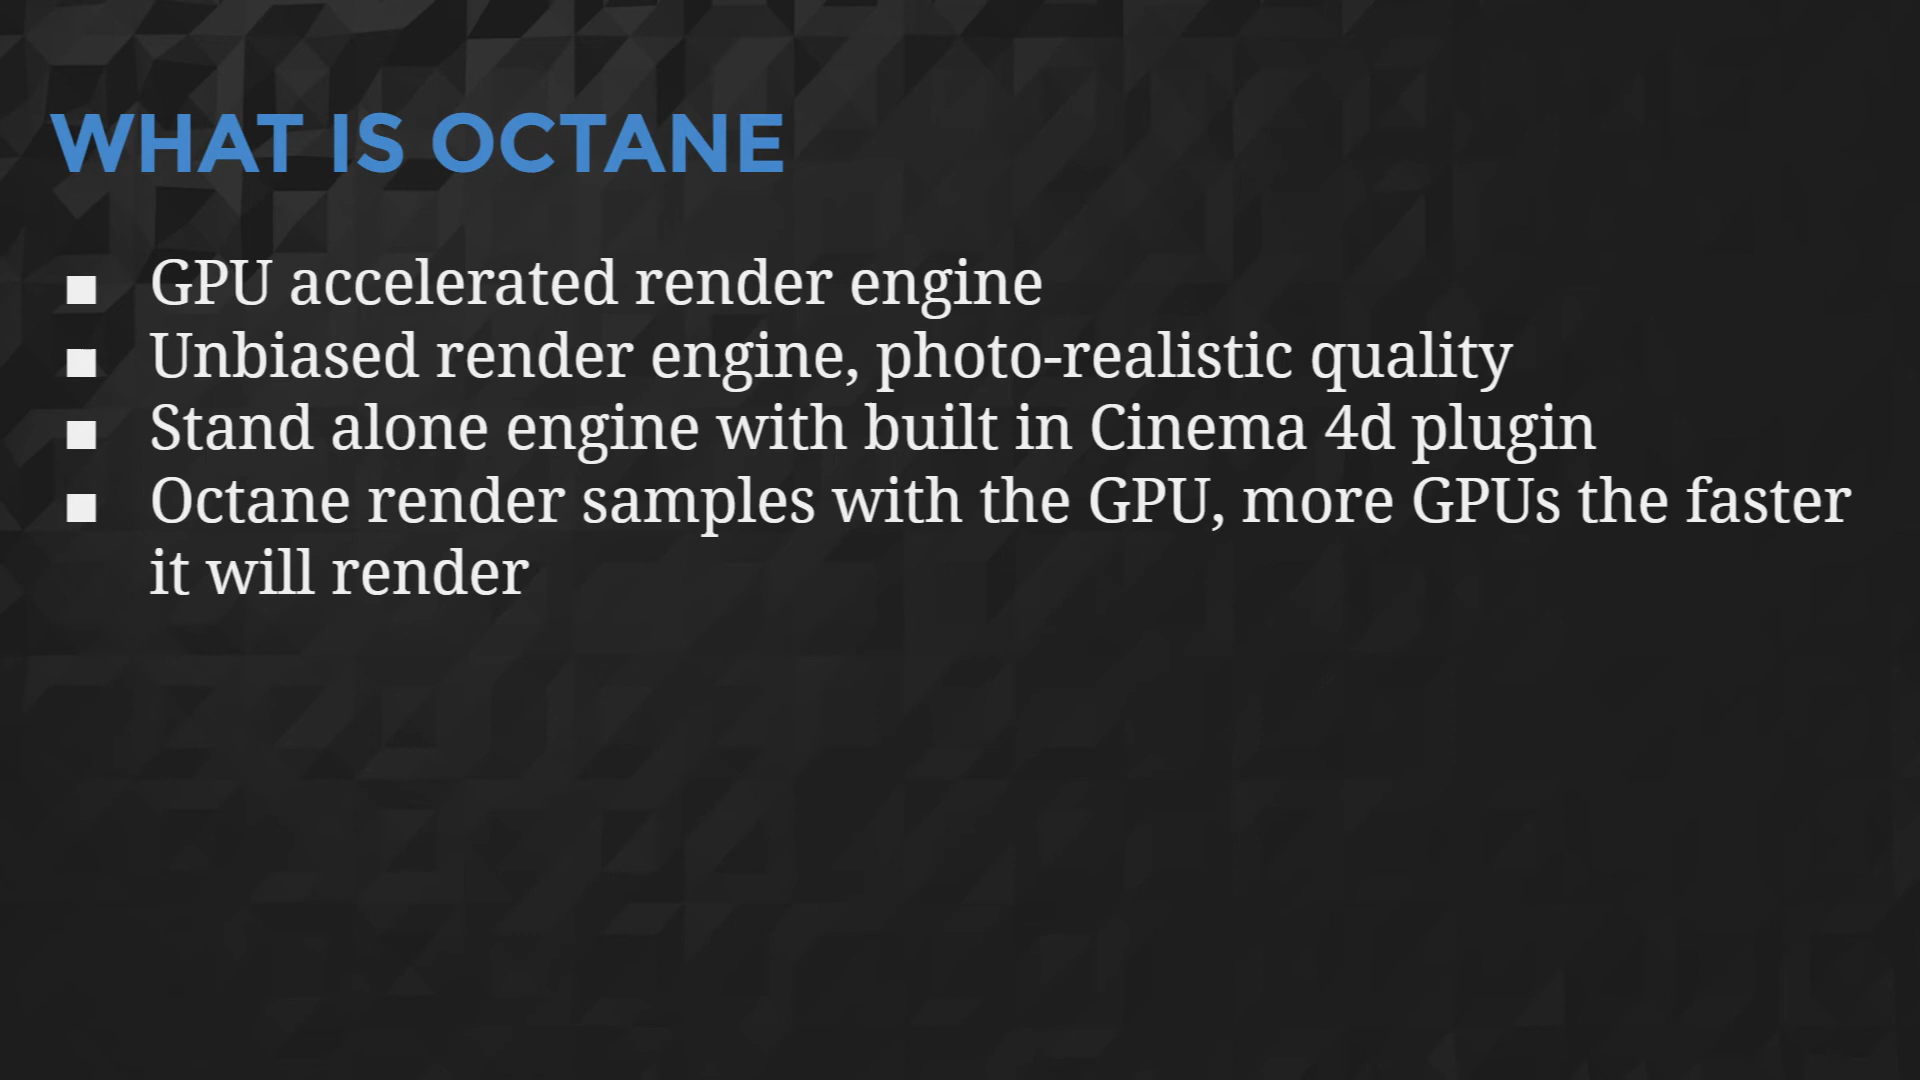 WHAT IS OCTANE
▪ GPU accelerated render engine
▪ Unbiased render engine, photo-realistic quality
▪ Stand alone engine with built in Cinema 4d plugin
▪ Octane render samples with the GPU, more GPUs the faster
it will render